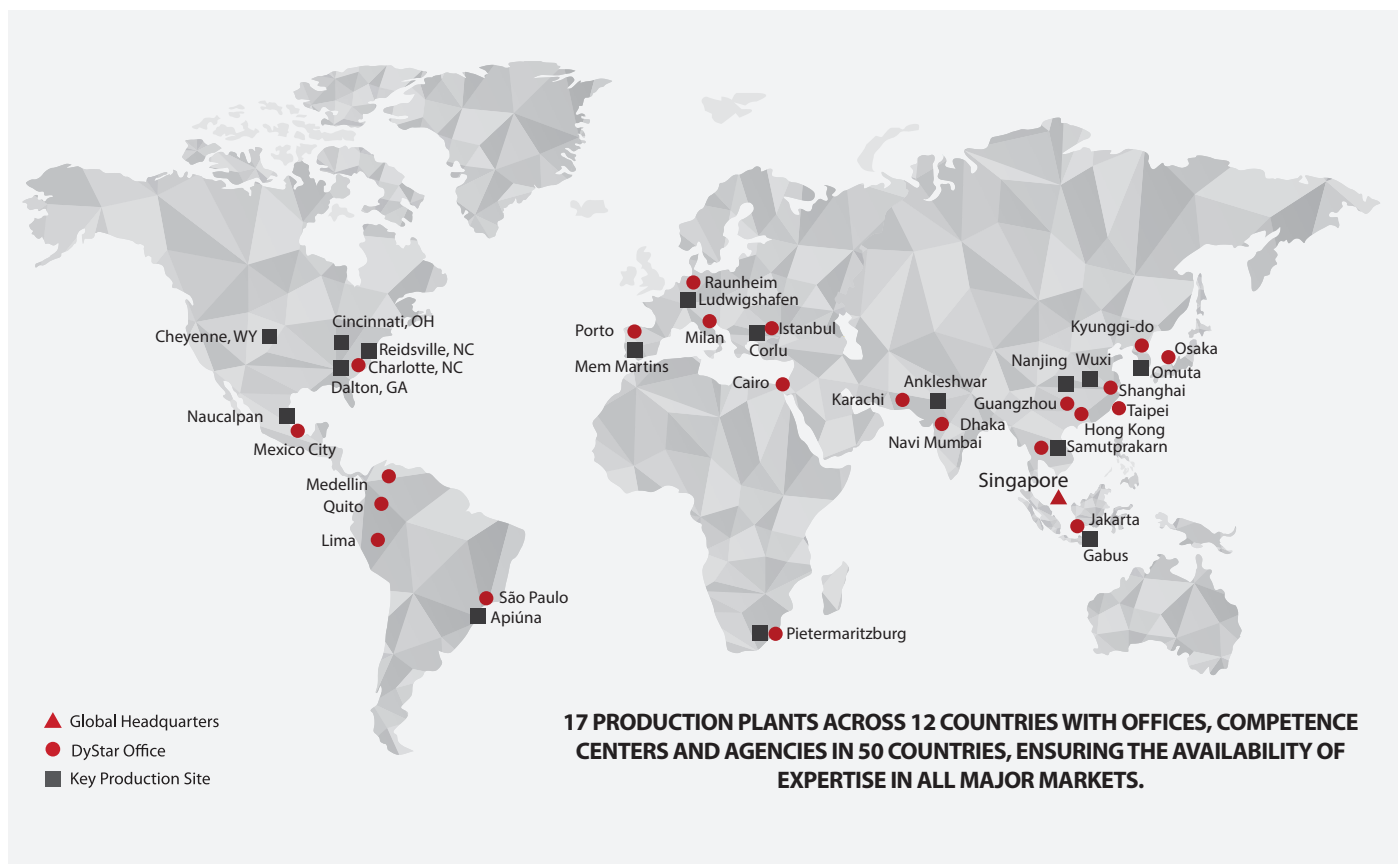 Cheyenne, WY
Cincinnati, OH
Reidsville, NC
Charlotte, NC
Dalton, GA
Naucalpan
Mexico City
Medellin
Quito
Lima
São Paulo
Apiúna
Raunheim
Ludwigshafen
Porto
Milan
Istanbul
Corlu
Mem Martins
Cairo
Pietermaritzburg
Karachi
Ankleshwar
Dhaka
Navi Mumbai
Kyunggi-do
Osaka
Nanjing
Wuxi
Omuta
Shanghai
Guangzhou
Taipei
Hong Kong
Samutprakarn
Singapore
Jakarta
Gabus
Global Headquarters
DyStar Office
Key Production Site
17 PRODUCTION PLANTS ACROSS 12 COUNTRIES WITH OFFICES, COMPETENCE
CENTERS AND AGENCIES IN 50 COUNTRIES, ENSURING THE AVAILABILITY OF
EXPERTISE IN ALL MAJOR MARKETS.